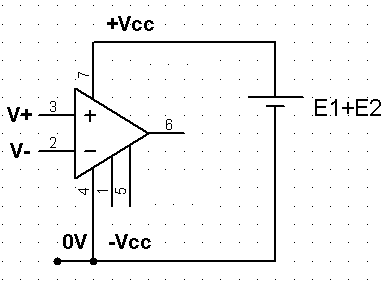 +Vcc
7
V+ 3 +
E1+E2
6
V- 2 −
4 1 5
0V -Vcc